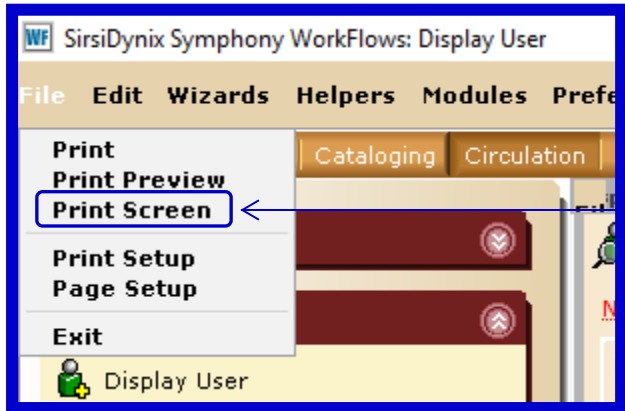 WF SirsiDynix Symphony WorkFlows: Display User
File Edit Wizards Helpers Modules
Print
Cataloging Circulation
Print Preview
Print Screen
Print Setup
Page Setup
Exit
Display User